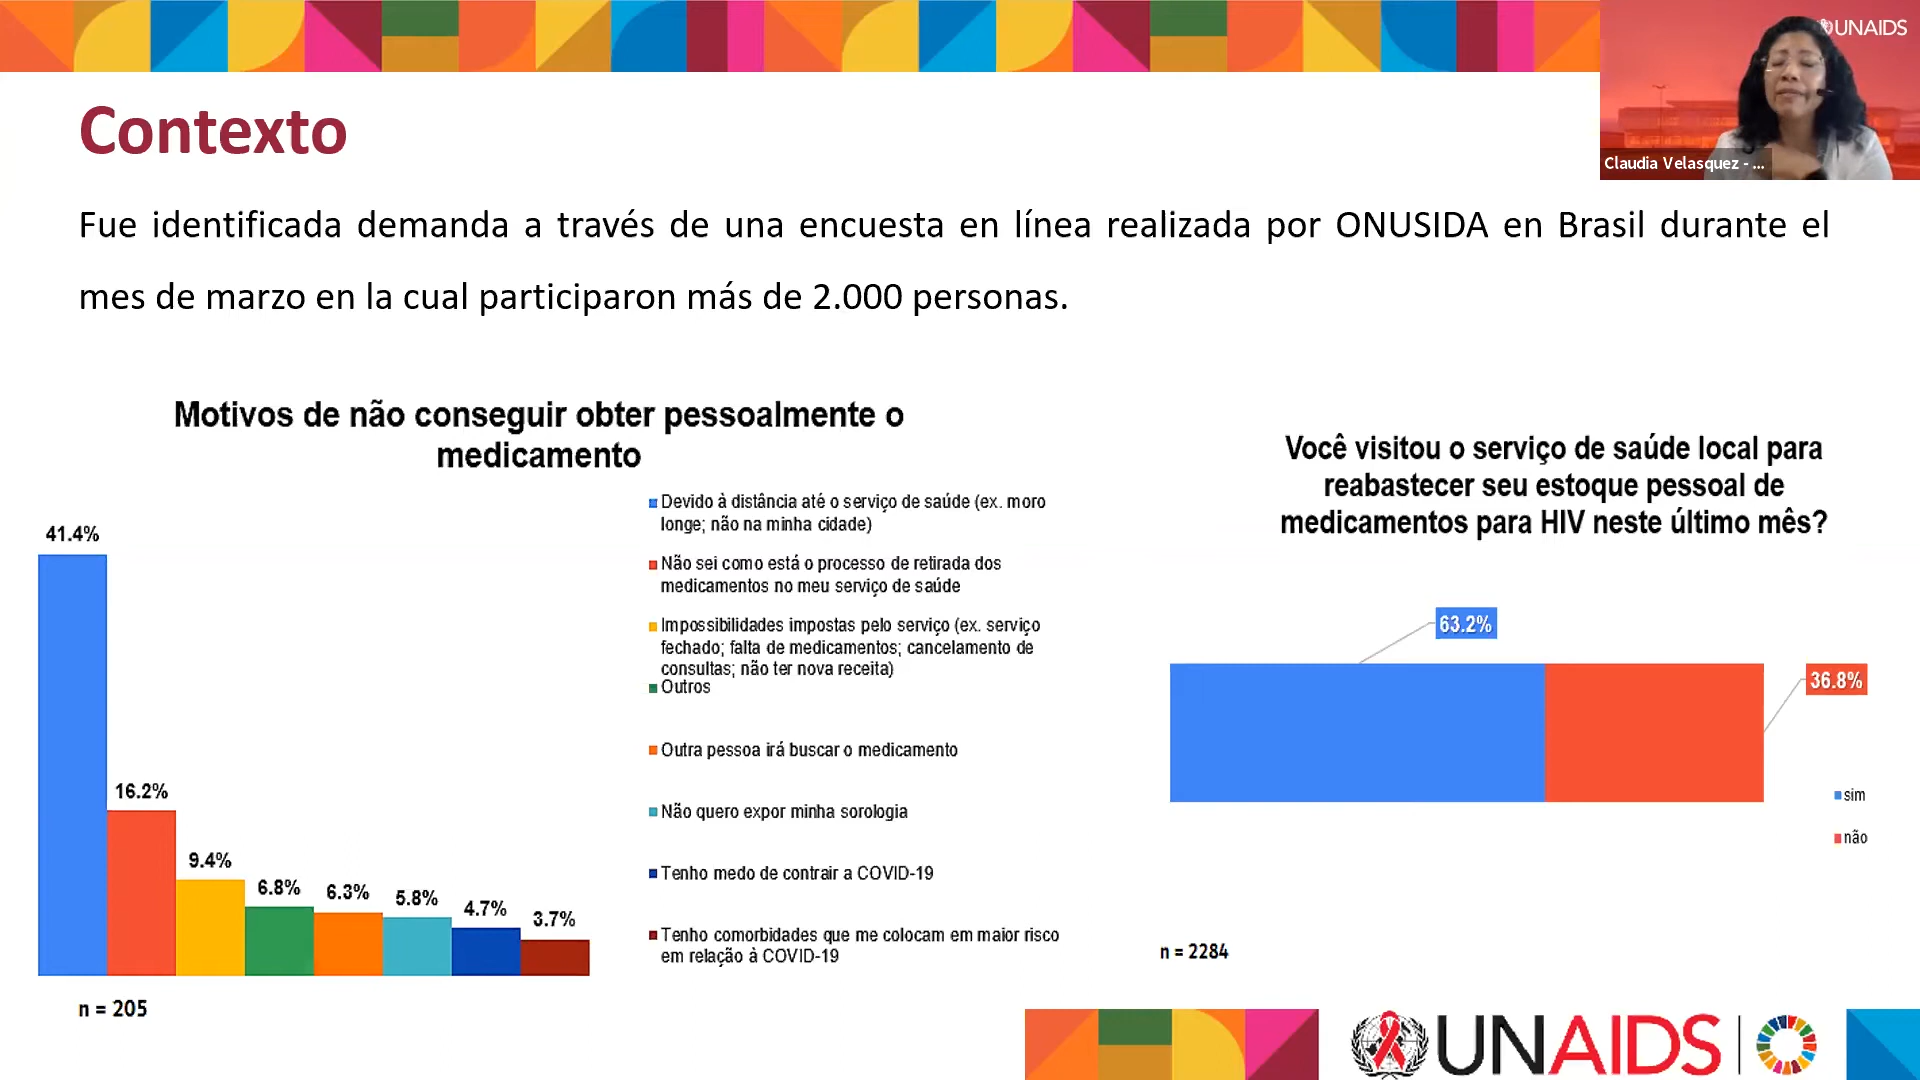 UNAIDS
Claudia Velasquez - ...
Contexto
Fue identificada demanda a través de una encuesta en línea realizada por ONUSIDA en Brasil durante el
mes de marzo en la cual participaron más de 2.000 personas.
Motivos de não conseguir obter pessoalmente o
medicamento
41.4%
16.2%
9.4%
6.8%
6.3%
5.8%
4.7%
3.7%
n = 205
Devido à distância até o serviço de saúde (ex. moro
longe; não na minha cidade)
Não sei como está o processo de retirada dos
medicamentos no meu serviço de saúde
Impossibilidades impostas pelo serviço (ex. serviço
fechado; falta de medicamentos; cancelamento de
consultas; não ter nova receita)
Outros
Outra pessoa irá buscar o medicamento
Não quero expor minha sorologia
Tenho medo de contrair a COVID-19
Tenho comorbidades que me colocam em maior risco
em relação à COVID-19
Você visitou o serviço de saúde local para
reabastecer seu estoque pessoal de
medicamentos para HIV neste último mês?
63.2%
36.8%
sim
não
n = 2284
UNAIDS